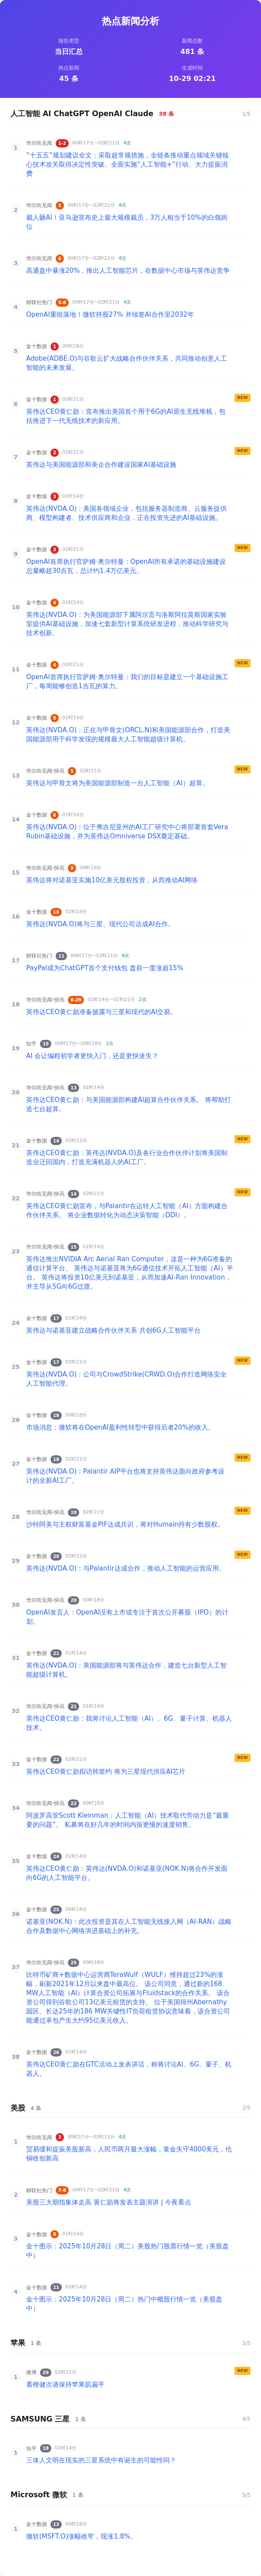 热点新闻分析
报告类型
新闻总数
当日汇总
481 条
热点新闻
生成时间
45 条
10-29 02:21
人工智能 AI ChatGPT OpenAI Claude 38 条 1/5
1
华尔街见闻 1-2 00时17分~02时21分 4次
"十五五"规划建议全文：采取超常规措施，全链条推动重点领域关键核
心技术攻关取得决定性突破、全面实施"人工智能+"行动、大力提振消
费
2
华尔街见闻 5 00时17分~02时21分 4次
裁人砸AI！亚马逊宣布史上最大规模裁员，3万人相当于10%的白领岗
位
3
华尔街见闻 6 00时17分~02时21分 4次
高通盘中暴涨20%，推出人工智能芯片，在数据中心市场与英伟达竞争
4
财联社热门 5-8 00时17分~02时21分 4次
OpenAI重组落地！微软持股27% 并续签AI合作至2032年
5
金十数据 1 00时18分
Adobe(ADBE.O)与谷歌云扩大战略合作伙伴关系，共同推动创意人工
智能的未来发展。
6
金十数据 1 02时21分 NEW
英伟达CEO黄仁勋：宣布推出美国首个用于6G的AI原生无线堆栈，包
括推进下一代无线技术的新应用。
7
金十数据 2 02时21分 NEW
英伟达与美国能源部和美企合作建设国家AI基础设施
8
金十数据 3 01时14分
英伟达(NVDA.O)：美国各领域企业，包括服务器制造商、云服务提供
商、模型构建者、技术供应商和企业，正在投资先进的AI基础设施。
9
金十数据 3 02时21分 NEW
OpenAI首席执行官萨姆·奥尔特曼：OpenAI所有承诺的基础设施建设
总量略超30吉瓦，总计约1.4万亿美元。
10
金十数据 4 01时14分
英伟达(NVDA.O)：为美国能源部下属阿尔贡与洛斯阿拉莫斯国家实验
室提供AI基础设施，加速七套新型计算系统研发进程，推动科学研究与
技术创新。
11
金十数据 4 02时21分 NEW
OpenAI首席执行官萨姆·奥尔特曼：我们的目标是建立一个基础设施工
厂，每周能够创造1吉瓦的算力。
12
金十数据 5 01时14分
英伟达(NVDA.O)：正在与甲骨文(ORCL.N)和美国能源部合作，打造美
国能源部用于科学发现的规模最大人工智能超级计算机。
13
华尔街见闻-快讯 5 02时21分 NEW
英伟达与甲骨文将为美国能源部制造一台人工智能（AI）超算。
14
金十数据 6 01时14分
英伟达(NVDA.O)：位于弗吉尼亚州的AI工厂研究中心将部署首套Vera
Rubin基础设施，并为英伟达Omniverse DSX奠定基础。
15
华尔街见闻-快讯 9 00时18分
英伟达将对诺基亚实施10亿美元股权投资，从而推动AI网络
16
金十数据 10 01时14分
英伟达(NVDA.O)将与三星、现代公司达成AI合作。
17
财联社热门 11 00时17分~02时21分 4次
PayPal成为ChatGPT首个支付钱包 盘前一度涨超15%
18
华尔街见闻-快讯 8-29 01时14分~02时21分 2次
英伟达CEO黄仁勋准备披露与三星和现代的AI交易。
19
知乎 19 00时17分~00时18分 2次
AI 会让编程初学者更快入门，还是更快迷失？
20
华尔街见闻-快讯 13 01时14分
英伟达CEO黄仁勋：与美国能源部构建AI超算合作伙伴关系。 将帮助打
造七台超算。
21
金十数据 14 02时21分 NEW
英伟达CEO黄仁勋：英伟达(NVDA.O)及各行业合作伙伴计划将美国制
造业迁回国内，打造充满机器人的AI工厂。
22
华尔街见闻-快讯 14 02时21分 NEW
英伟达CEO黄仁勋宣布，与Palantir在运转人工智能（AI）方面构建合
作伙伴关系。 将企业数据转化为动态决策智能（DDI）。
23
华尔街见闻-快讯 15 01时14分
英伟达推出NVIDIA Arc Aerial Ran Computer，这是一种为6G准备的
通信计算平台。 英伟达与诺基亚将为6G通信技术开拓人工智能（AI）平
台。 英伟达将投资10亿美元到诺基亚，从而加速AI-Ran Innovation，
并主导从5G向6G过渡。
24
金十数据 17 01时14分
英伟达与诺基亚建立战略合作伙伴关系 共创6G人工智能平台
25
金十数据 17 02时21分 NEW
英伟达(NVDA.O)：公司与CrowdStrike(CRWD.O)合作打造网络安全
人工智能代理。
26
金十数据 18 00时18分
市场消息：微软将在OpenAI盈利性转型中获得后者20%的收入。
27
金十数据 18 02时21分 NEW
英伟达(NVDA.O)：Palantir AIP平台也将支持英伟达面向政府参考设
计的全新AI工厂。
28
华尔街见闻-快讯 19 02时21分 NEW
沙特阿美与主权财富基金PIF达成共识，将对Humain持有少数股权。
29
金十数据 20 02时21分 NEW
英伟达(NVDA.O)：与Palantir达成合作，推动人工智能的运营应用。
30
华尔街见闻-快讯 20 00时18分
OpenAI发言人：OpenAI没有上市或专注于首次公开募股（IPO）的计
划。
31
金十数据 21 01时14分
英伟达(NVDA.O)：美国能源部将与英伟达合作，建造七台新型人工智
能超级计算机。
32
华尔街见闻-快讯 21 01时14分
英伟达CEO黄仁勋：我将讨论人工智能（AI）、6G、量子计算、机器人
技术。
33
金十数据 22 02时21分 NEW
英伟达CEO黄仁勋拟访韩签约 将为三星现代供应AI芯片
34
华尔街见闻-快讯 22 00时18分
阿波罗高管Scott Kleinman：人工智能（AI）技术取代劳动力是"最重
要的问题"。 私募将在好几年的时间内按更慢的速度销售。
35
金十数据 24 01时14分
英伟达CEO黄仁勋：英伟达(NVDA.O)和诺基亚(NOK.N)将合作开发面
向6G的人工智能平台。
36
金十数据 25 00时18分
诺基亚(NOK.N)：此次投资是其在人工智能无线接入网（AI-RAN）战略
合作及数据中心网络演进基础上的补充。
37
华尔街见闻-快讯 25 00时18分
比特币矿商+数据中心运营商TeraWulf（WULF）维持超过23%的涨
幅，刷新2021年12月以来盘中最高位。 该公司同意，通过新的168
MW人工智能（AI）计算合资公司拓展与Fluidstack的合作关系。 该合
资公司得到谷歌公司13亿美元租赁的支持。 位于美国得州Abernathy
园区、长达25年的186 MW关键性IT负荷租赁协议意味着，该合资公司
能通过承包产生大约95亿美元收入。
38
金十数据 26 01时14分
英伟达CEO黄仁勋在GTC活动上发表讲话，称将讨论AI、6G、量子、机
器人。
美股 4 条 2/5
1
华尔街见闻 3 00时17分~02时21分 4次
贸易缓和提振美股新高，人民币两月最大涨幅，黄金失守4000美元，伦
铜收创新高
2
财联社热门 7-8 00时17分~02时21分 4次
美股三大期指集体走高 黄仁勋将发表主题演讲 | 今夜看点
3
金十数据 8 01时14分
金十图示：2025年10月28日（周二）美股热门股票行情一览（美股盘
中）
4
金十数据 11 01时14分
金十图示：2025年10月28日（周二）热门中概股行情一览（美股盘
中）
苹果 1 条 3/5
1
微博 29 02时21分 NEW
看樘健次请保持苹果肌扁平
SAMSUNG 三星 1 条 4/5
1
知乎 18 01时14分
三体人文明在现实的三星系统中有诞生的可能性吗？
Microsoft 微软 1 条 5/5
1
金十数据 13 00时18分
微软(MSFT.O)涨幅收窄，现涨1.8%。